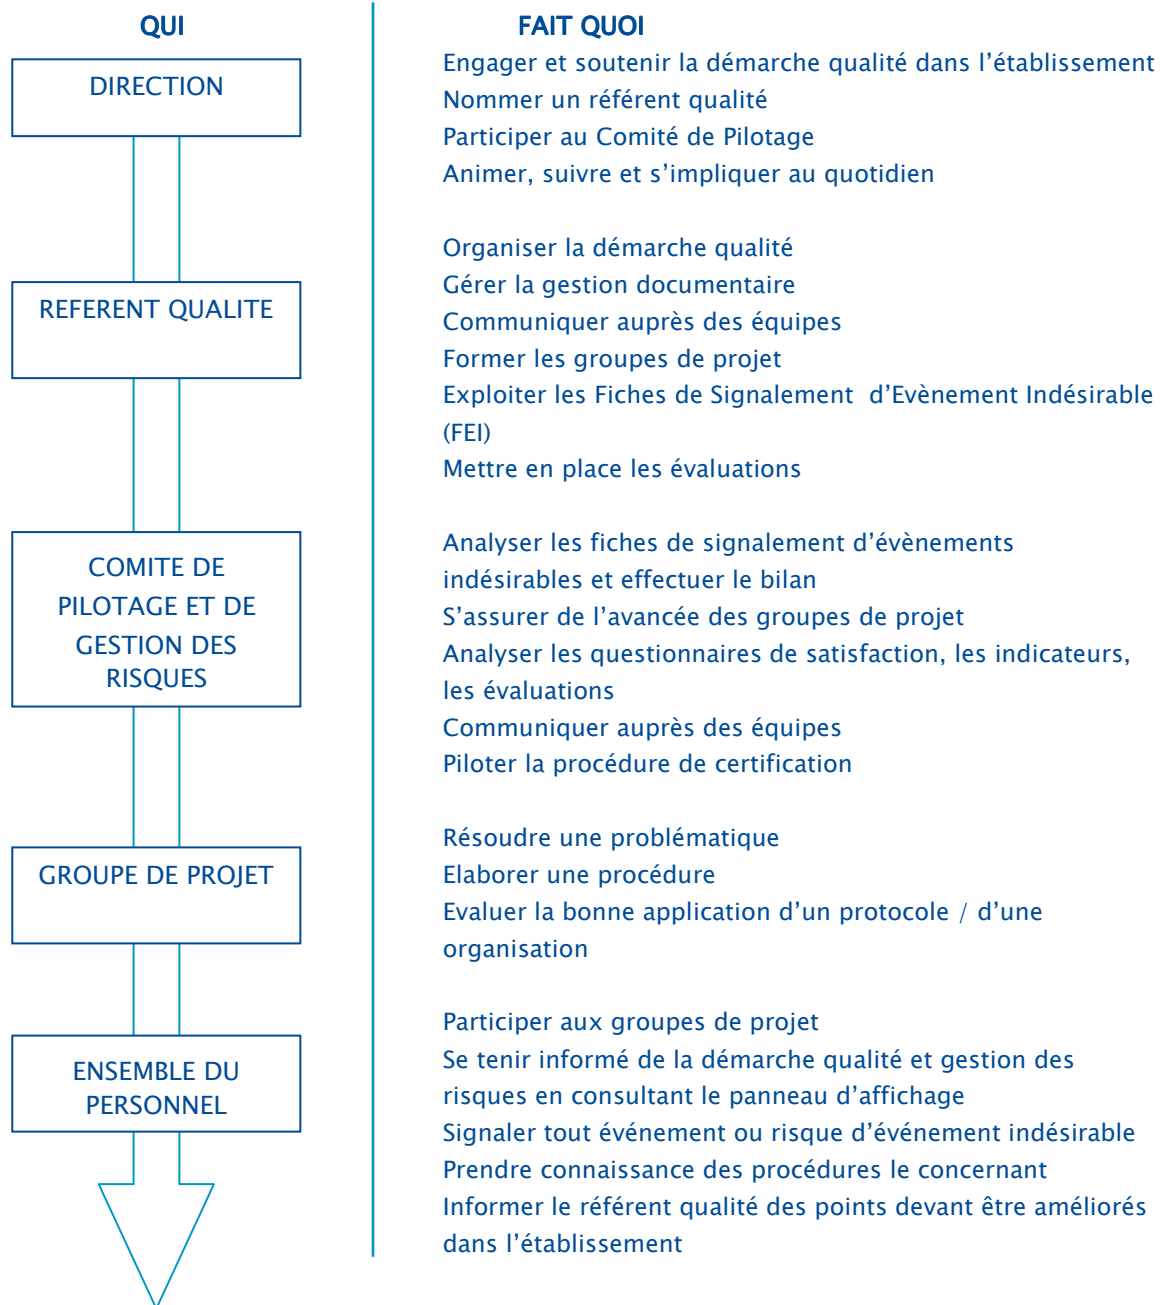 QUI
FAIT QUOI
DIRECTION
Engager et soutenir la démarche qualité dans l’établissement
Nommer un référent qualité
Participer au Comité de Pilotage
Animer, suivre et s’impliquer au quotidien
REFERENT QUALITE
Organiser la démarche qualité
Gérer la gestion documentaire
Communiquer auprès des équipes
Former les groupes de projet
Exploiter les Fiches de Signalement d’Evènement Indésirable
(FEI)
Mettre en place les évaluations
COMITE DE
PILOTAGE ET DE
GESTION DES
RISQUES
Analyser les fiches de signalement d’évènements
indésirables et effectuer le bilan
S’assurer de l’avancée des groupes de projet
Analyser les questionnaires de satisfaction, les indicateurs,
les évaluations
Communiquer auprès des équipes
Piloter la procédure de certification
GROUPE DE PROJET
Résoudre une problématique
Elaborer une procédure
Evaluer la bonne application d’un protocole / d’une
organisation
ENSEMBLE DU
PERSONNEL
Participer aux groupes de projet
Se tenir informé de la démarche qualité et gestion des
risques en consultant le panneau d’affichage
Signaler tout événement ou risque d’événement indésirable
Prendre connaissance des procédures le concernant
Informer le référent qualité des points devant être améliorés
dans l’établissement